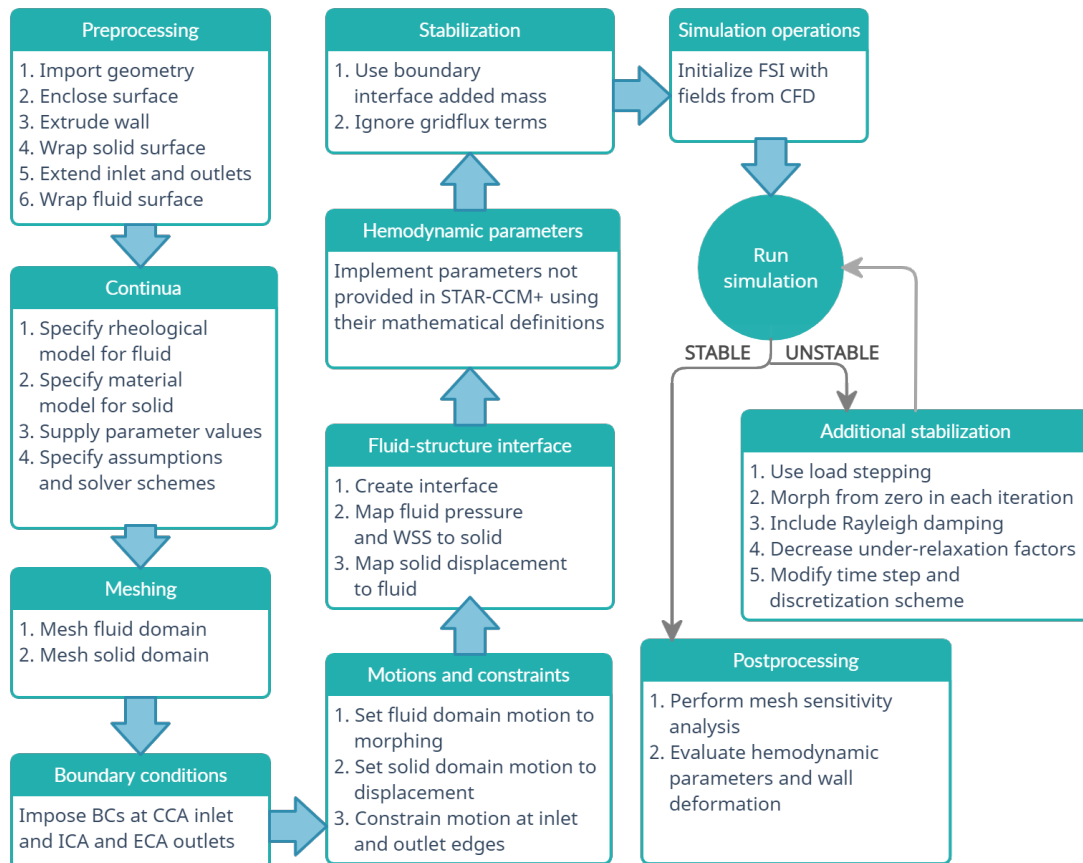 Preprocessing
1. Import geometry
2. Enclose surface
3. Extrude wall
4. Wrap solid surface
5. Extend inlet and outlets
6. Wrap fluid surface
Continua
1. Specify rheological
model for fluid
2. Specify material
model for solid
3. Supply parameter values
4. Specify assumptions
and solver schemes
Meshing
1. Mesh fluid domain
2. Mesh solid domain
Boundary conditions
Impose BCs at CCA inlet
and ICA and ECA outlets
Motions and constraints
1. Set fluid domain motion to
morphing
2. Set solid domain motion to
displacement
3. Constrain motion at inlet
and outlet edges
Fluid-structure interface
1. Create interface
2. Map fluid pressure
and WSS to solid
3. Map solid displacement
to fluid
Hemodynamic parameters
Implement parameters not
provided in STAR-CCM+ using
their mathematical definitions
Stabilization
1. Use boundary
interface added mass
2. Ignore gridflux terms
Simulation operations
Initialize FSI with
fields from CFD
Run
simulation
STABLE
UNSTABLE
Additional stabilization
1. Use load stepping
2. Morph from zero in each iteration
3. Include Rayleigh damping
4. Decrease under-relaxation factors
5. Modify time step and
discretization scheme
Postprocessing
1. Perform mesh sensitivity
analysis
2. Evaluate hemodynamic
parameters and wall
deformation